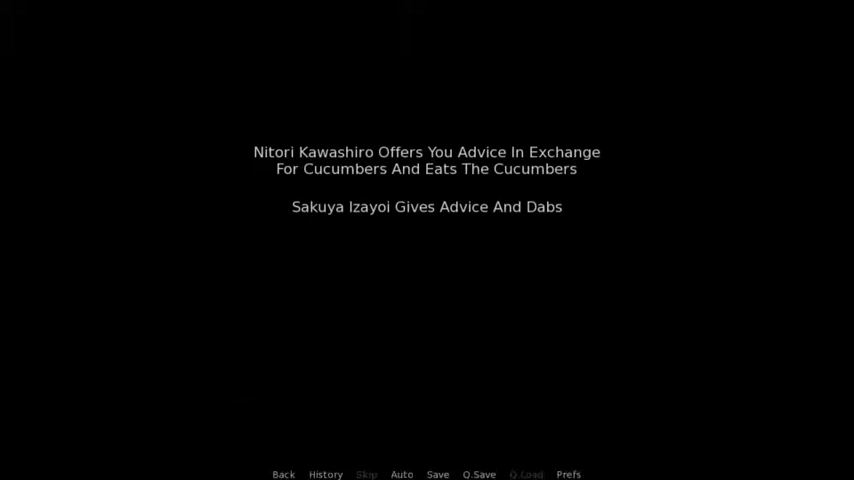 Nitori Kawashiro Offers You Advice In Exchange
For Cucumbers And Eats The Cucumbers
Sakuya Izayoi Gives Advice And Dabs
Back History Skip Auto Save Q.Save Q.Load Prefs